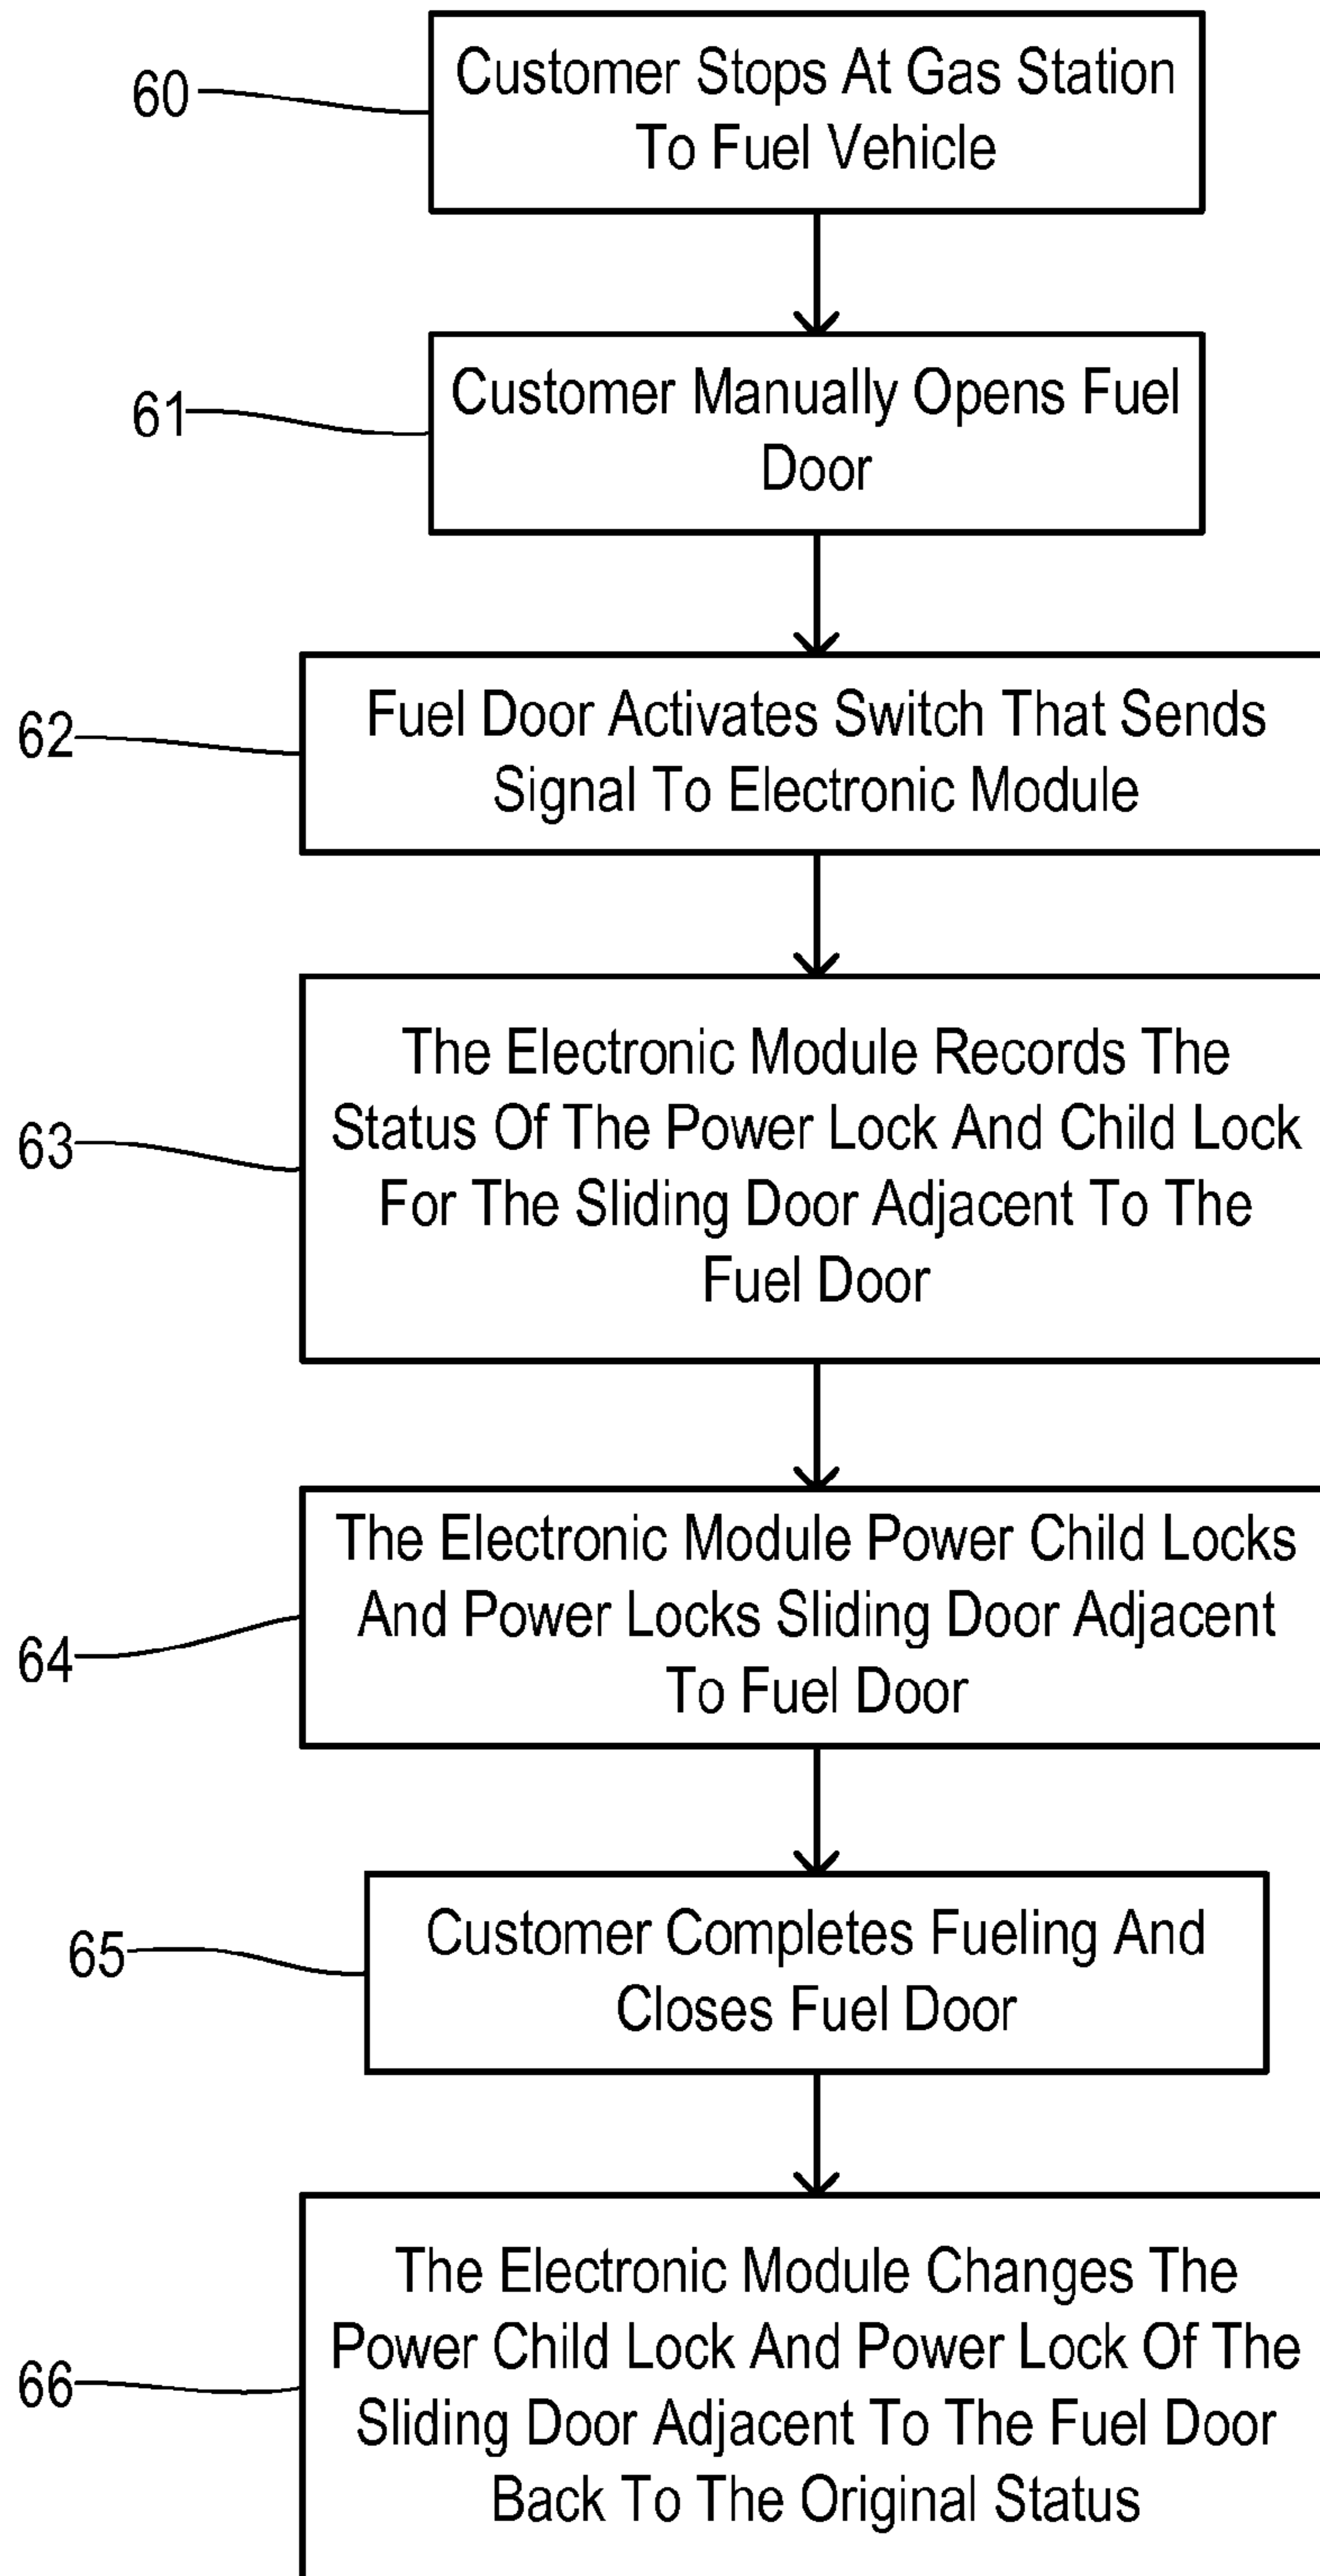 60
Customer Stops At Gas Station
To Fuel Vehicle
61
Customer Manually Opens Fuel
Door
62
Fuel Door Activates Switch That Sends
Signal To Electronic Module
63
The Electronic Module Records The
Status Of The Power Lock And Child Lock
For The Sliding Door Adjacent To The
Fuel Door
64
The Electronic Module Power Child Locks
And Power Locks Sliding Door Adjacent
To Fuel Door
65
Customer Completes Fueling And
Closes Fuel Door
66
The Electronic Module Changes The
Power Child Lock And Power Lock Of The
Sliding Door Adjacent To The Fuel Door
Back To The Original Status